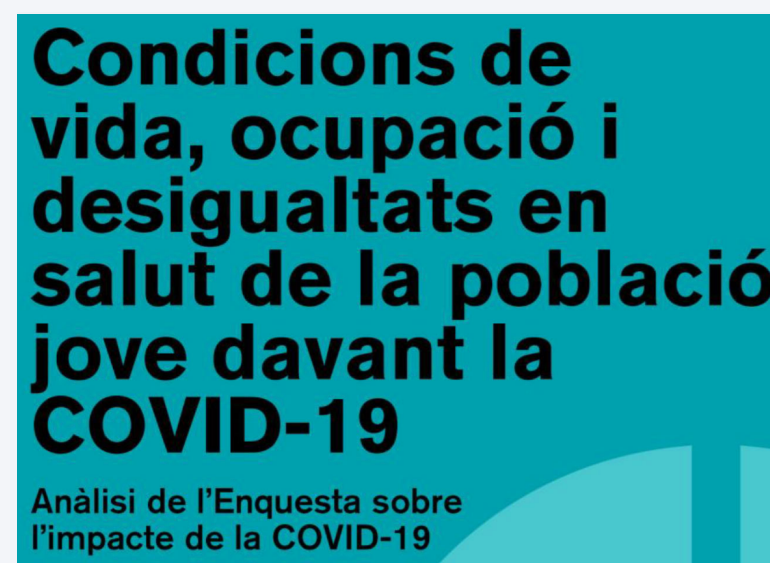 Condicions de
vida, ocupació i
desigualtats en
salut de la població
jove davant la
COVID-19
Anàlisi de l'Enquesta sobre
l'impacte de la COVID-19